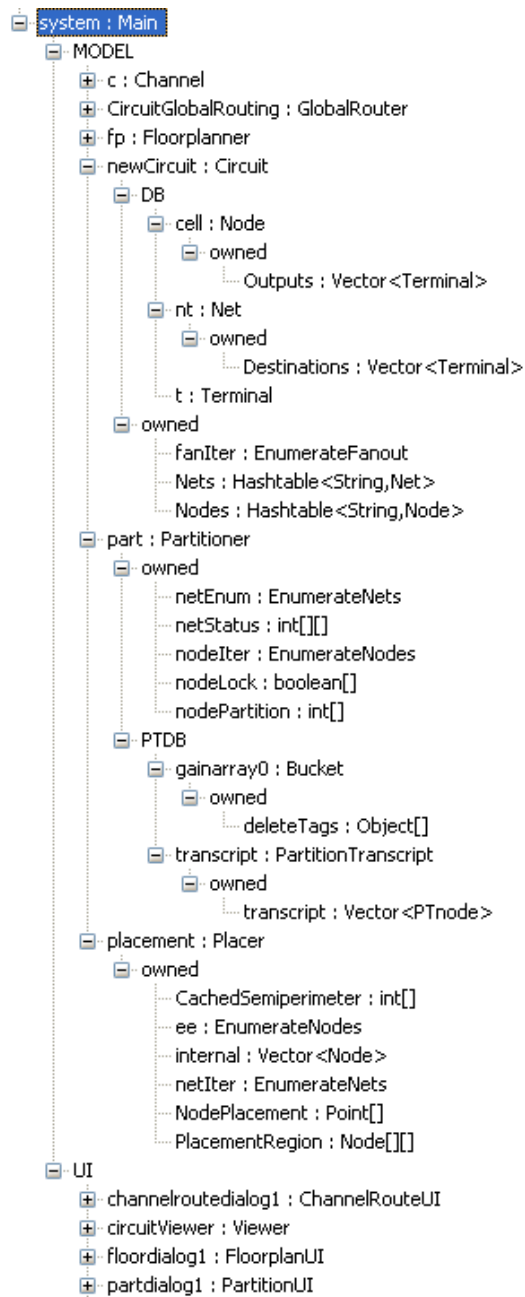 system : Main
MODEL
c : Channel
CircuitGlobalRouting : GlobalRouter
fp : Floorplanner
newCircuit : Circuit
DB
cell : Node
owned
Outputs : Vector<Terminal>
nt : Net
owned
Destinations : Vector<Terminal>
t : Terminal
owned
fanIter : EnumerateFanout
Nets : Hashtable<String,Net>
Nodes : Hashtable<String,Node>
part : Partitioner
owned
netEnum : EnumerateNets
netStatus : int[][]
nodeIter : EnumerateNodes
nodeLock : boolean[]
nodePartition : int[]
PTDB
gainarray0 : Bucket
owned
deleteTags : Object[]
transcript : PartitionTranscript
owned
transcript : Vector<PTnode>
placement : Placer
owned
CachedSemiperimeter : int[]
ee : EnumerateNodes
internal : Vector<Node>
netIter : EnumerateNets
NodePlacement : Point[]
PlacementRegion : Node[][]
UI
channelroutedialog1 : ChannelRouteUI
circuitViewer : Viewer
floordialog1 : FloorplanUI
partdialog1 : PartitionUI